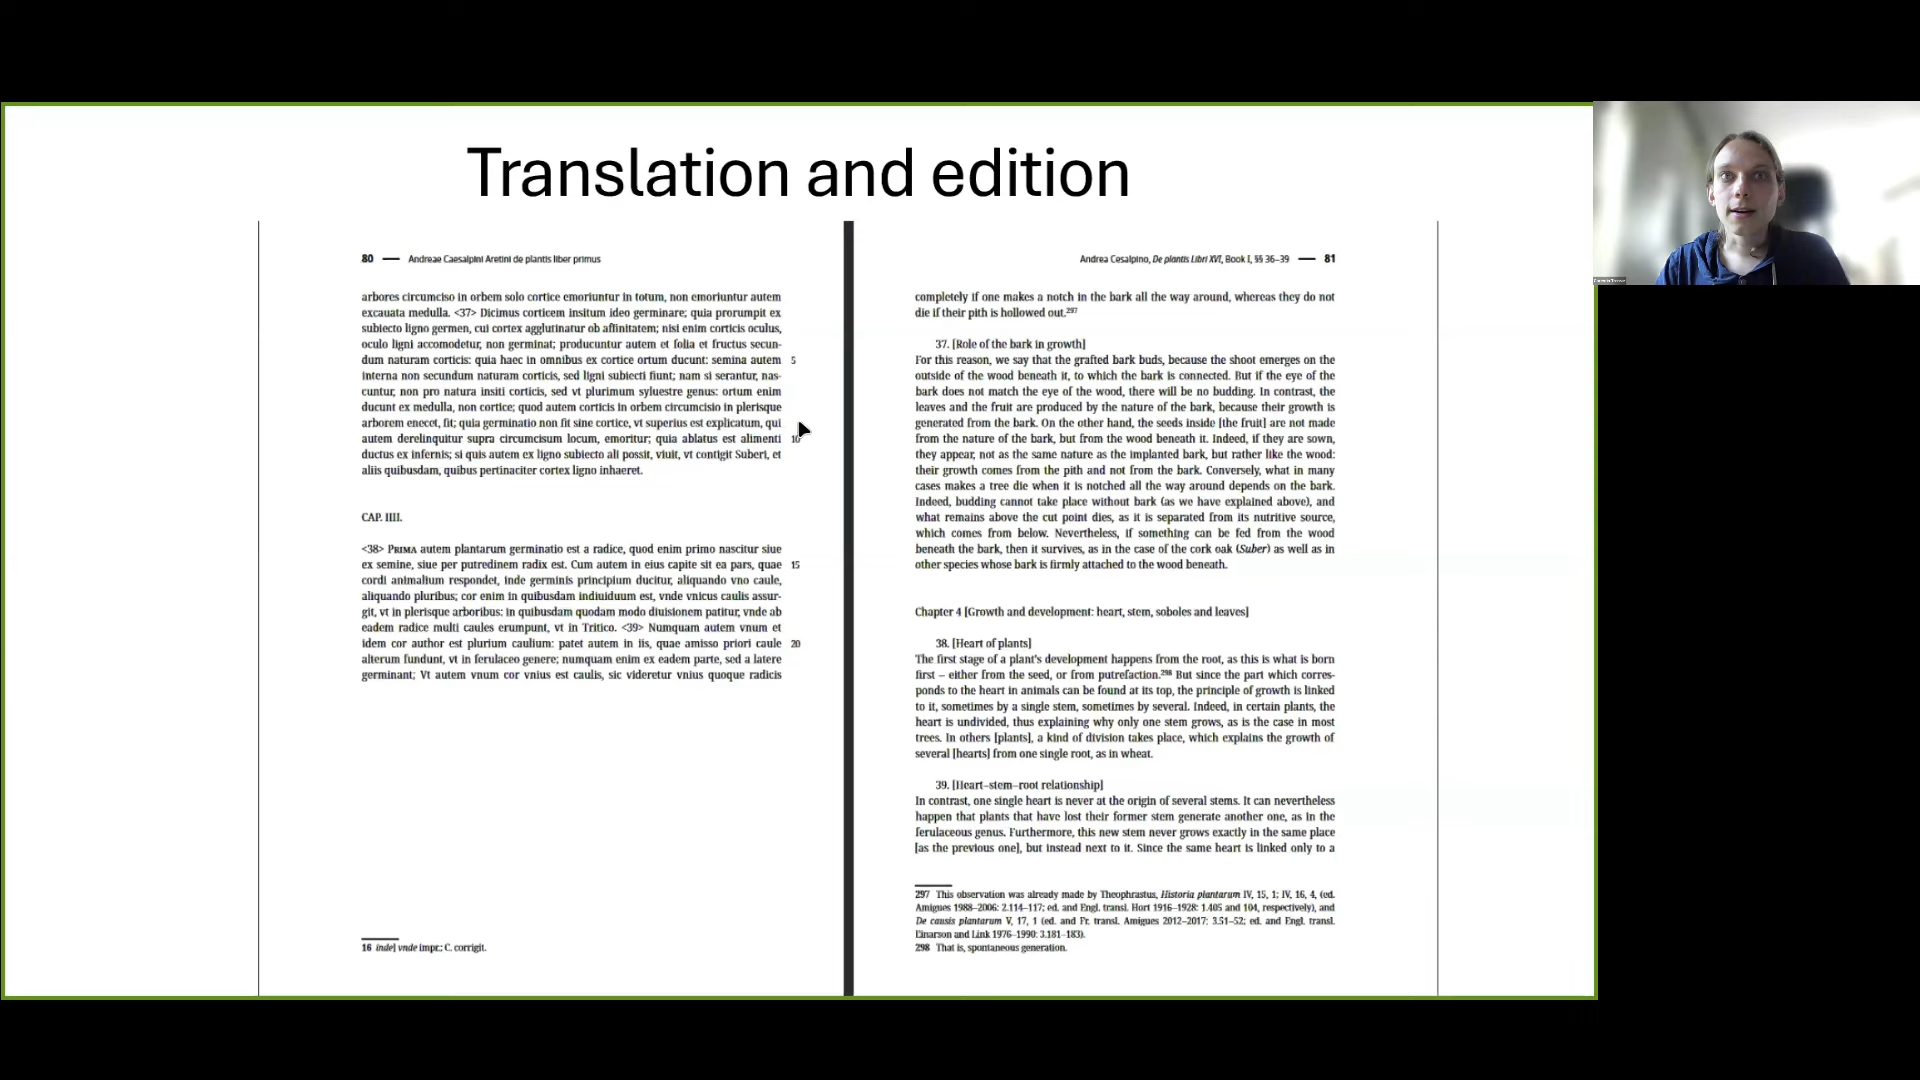 Translation and edition
80 — Andreae Caesalpini Aretini de plantis liber primus
arbores circumciso in orbem solo cortice emoriuntur in totum, non emoriuntur autem
excauata medulla. <37> Dicimus corticem insitum ideo germinare; quia prorumpit ex
subiecto ligno germen, cui cortex agglutinatur ob affinitatem; nisi enim corticis oculus,
oculo ligni accomodetur, non germinat; producuntur autem et folia et fructus secun-
dum naturam corticis: quia haec in omnibus ex cortice ortum ducunt: semina autem 5
interna non secundum naturam corticis, sed ligni subiecti fiunt; nam si serantur, nas-
cuntur, non pro natura insiti corticis, sed vt plurimum syluestre genus: ortum enim
ducunt ex medulla, non cortice; quod autem corticis in orbem circumcisio in plerisque
arborem enecet, fit; quia germinatio non fit sine cortice, vt superius est explicatum, qui
autem derelinquitur supra circumcisum locum, emoritur; quia ablatus est alimenti 10
ductus ex infernis; si quis autem ex ligno subiecto ali possit, viuit, vt contigit Suberi, et
aliis quibusdam, quibus pertinaciter cortex ligno inhaeret.
CAP. IIII.
<38> PRIMA autem plantarum germinatio est a radice, quod enim primo nascitur siue
ex semine, siue per putredinem radix est. Cum autem in eius capite sit ea pars, quae 15
cordi animalium respondet, inde germinis principium ducitur, aliquando vno caule,
aliquando pluribus; cor enim in quibusdam indiuiduum est, vnde vnicus caulis assur-
git, vt in plerisque arboribus: in quibusdam quodam modo diuisionem patitur, vnde ab
eadem radice multi caules erumpunt, vt in Tritico. <39> Numquam autem vnum et
idem cor author est plurium caulium: patet autem in iis, quae amisso priori caule 20
alterum fundunt, vt in ferulaceo genere; numquam enim ex eadem parte, sed a latere
germinant; Vt autem vnum cor vnius est caulis, sic videretur vnius quoque radicis
16 inde] vnde impr.; C. corrigit.
Andrea Cesalpino, De plantis Libri XVI, Book I, §§ 36–39 — 81
completely if one makes a notch in the bark all the way around, whereas they do not
die if their pith is hollowed out.297
37. [Role of the bark in growth]
For this reason, we say that the grafted bark buds, because the shoot emerges on the
outside of the wood beneath it, to which the bark is connected. But if the eye of the
bark does not match the eye of the wood, there will be no budding. In contrast, the
leaves and the fruit are produced by the nature of the bark, because their growth is
generated from the bark. On the other hand, the seeds inside [the fruit] are not made
from the nature of the bark, but from the wood beneath it. Indeed, if they are sown,
they appear, not as the same nature as the implanted bark, but rather like the wood:
their growth comes from the pith and not from the bark. Conversely, what in many
cases makes a tree die when it is notched all the way around depends on the bark.
Indeed, budding cannot take place without bark (as we have explained above), and
what remains above the cut point dies, as it is separated from its nutritive source,
which comes from below. Nevertheless, if something can be fed from the wood
beneath the bark, then it survives, as in the case of the cork oak (Suber) as well as in
other species whose bark is firmly attached to the wood beneath.
Chapter 4 [Growth and development: heart, stem, soboles and leaves]
38. [Heart of plants]
The first stage of a plant's development happens from the root, as this is what is born
first – either from the seed, or from putrefaction.298 But since the part which corres-
ponds to the heart in animals can be found at its top, the principle of growth is linked
to it, sometimes by a single stem, sometimes by several. Indeed, in certain plants, the
heart is undivided, thus explaining why only one stem grows, as is the case in most
trees. In others [plants], a kind of division takes place, which explains the growth of
several [hearts] from one single root, as in wheat.
39. [Heart–stem–root relationship]
In contrast, one single heart is never at the origin of several stems. It can nevertheless
happen that plants that have lost their former stem generate another one, as in the
ferulaceous genus. Furthermore, this new stem never grows exactly in the same place
[as the previous one], but instead next to it. Since the same heart is linked only to a
297 This observation was already made by Theophrastus, Historia plantarum IV, 15, 1; IV, 16, 4, (ed.
Amigues 1988–2006: 2.114–117; ed. and Engl. transl. Hort 1916–1928: 1.405 and 104, respectively), and
De causis plantarum V, 17, 1 (ed. and Fr. transl. Amigues 2012–2017: 3.51–52; ed. and Engl. transl.
Einarson and Link 1976–1990: 3.181–183).
298 That is, spontaneous generation.